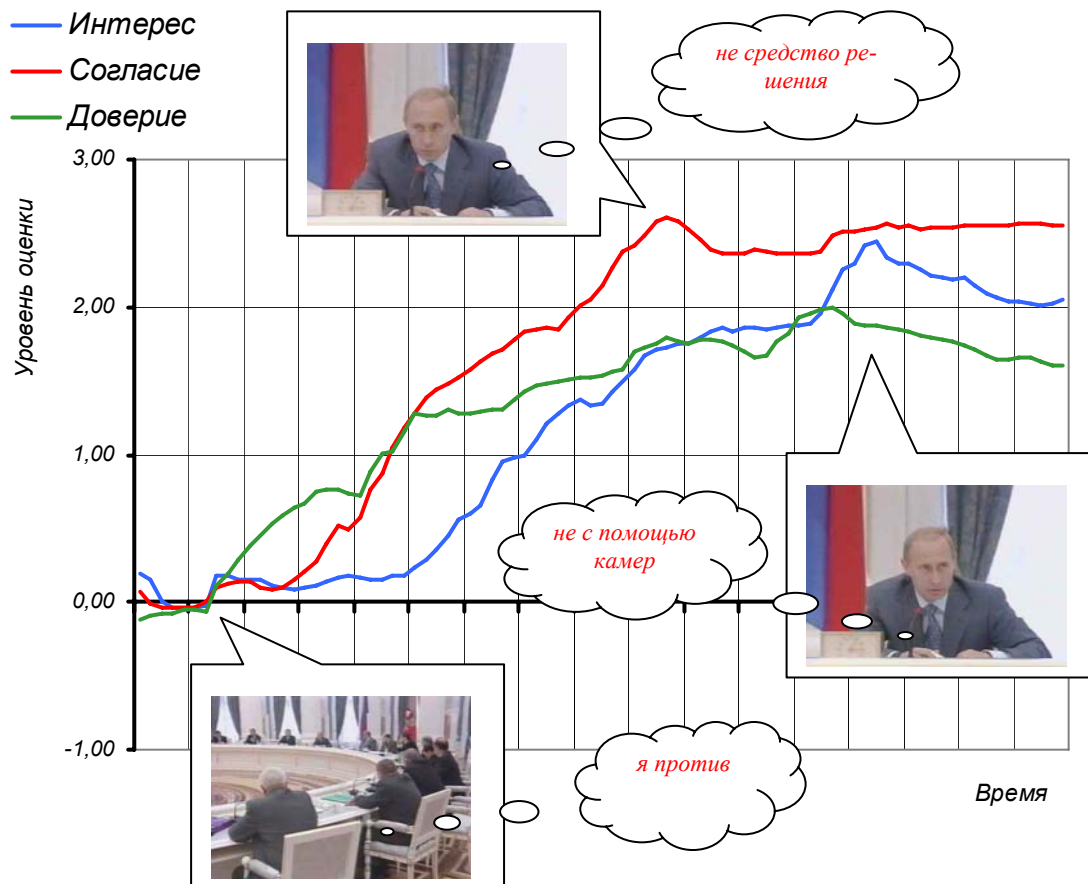 Интерес
Согласие
Доверие
не средство ре-
шения
Уровень оценки
3,00
2,00
1,00
0,00
-1,00
не с помощью
камер
я против
Время